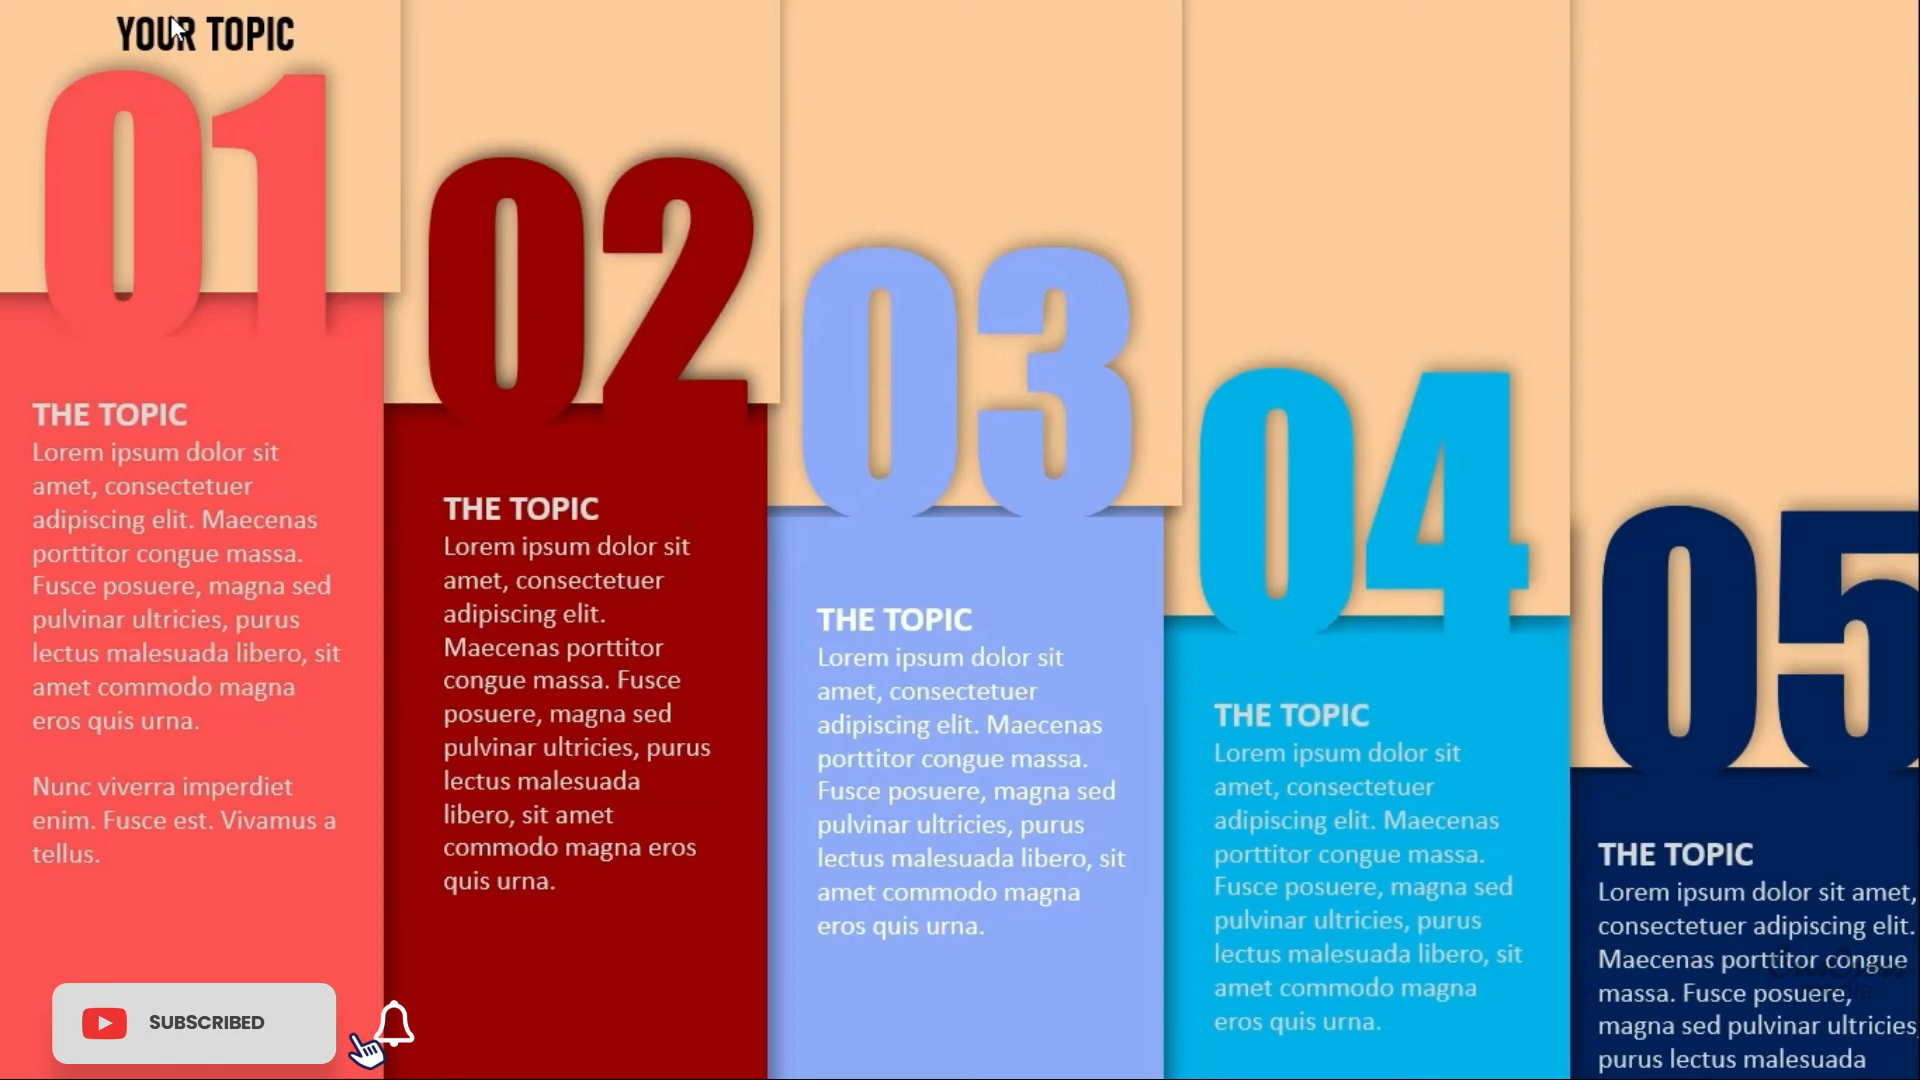 YOUR TOPIC
01
THE TOPIC
Lorem ipsum dolor sit
amet, consectetuer
adipiscing elit. Maecenas
porttitor congue massa.
Fusce posuere, magna sed
pulvinar ultricies, purus
lectus malesuada libero, sit
amet commodo magna
eros quis urna.
Nunc viverra imperdiet
enim. Fusce est. Vivamus a
tellus.
SUBSCRIBED
02
THE TOPIC
Lorem ipsum dolor sit
amet, consectetuer
adipiscing elit.
Maecenas porttitor
congue massa. Fusce
posuere, magna sed
pulvinar ultricies, purus
lectus malesuada
libero, sit amet
commodo magna eros
quis urna.
03
THE TOPIC
Lorem ipsum dolor sit
amet, consectetuer
adipiscing elit. Maecenas
porttitor congue massa.
Fusce posuere, magna sed
pulvinar ultricies, purus
lectus malesuada libero, sit
amet commodo magna
eros quis urna.
04
THE TOPIC
Lorem ipsum dolor sit
amet, consectetuer
adipiscing elit. Maecenas
porttitor congue massa.
Fusce posuere, magna sed
pulvinar ultricies, purus
lectus malesuada libero, sit
amet commodo magna
eros quis urna.
05
THE TOPIC
Lorem ipsum dolor sit amet,
consectetuer adipiscing elit.
Maecenas porttitor congue
massa. Fusce posuere,
magna sed pulvinar ultricies,
purus lectus malesuada